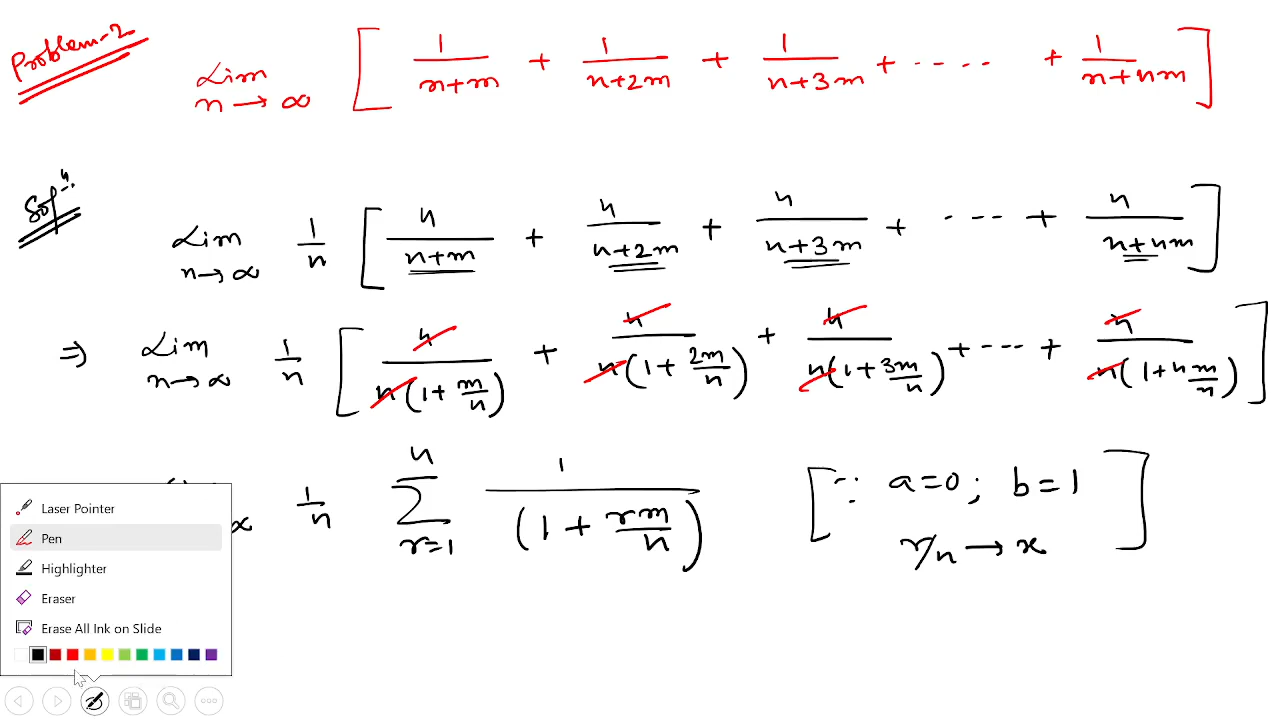 Problem-2
Lim n→∞ [ 1/(n+m) + 1/(n+2m) + 1/(n+3m) + ..... + 1/(n+nm) ]
Solⁿ:
Lim n→∞ 1/n [ n/(n+m) + n/(n+2m) + n/(n+3m) + ---- + n/(n+nm) ]
⇒ Lim n→∞ 1/n [ n/(n(1+m/n)) + n/(n(1+2m/n)) + n/(n(1+3m/n)) + --- + n/(n(1+nm/n)) ]
∞ 1/n ∑ n r=1 1/(1+rm/n) [ ∵ a=0; b=1
r/n → x ]
Laser Pointer
Pen
Highlighter
Eraser
Erase All Ink on Slide